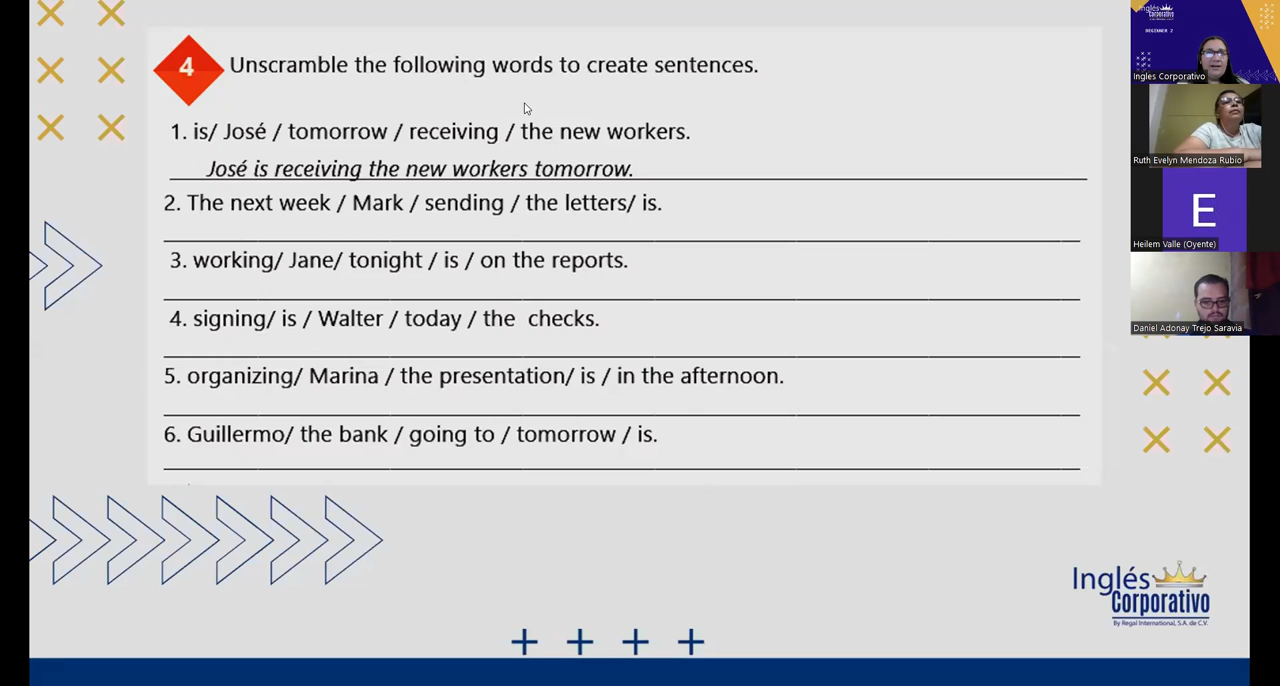 4 Unscramble the following words to create sentences.
1. is/ José / tomorrow / receiving / the new workers.
José is receiving the new workers tomorrow.
2. The next week / Mark / sending / the letters/ is.
3. working/ Jane/ tonight / is / on the reports.
4. signing/ is / Walter / today / the checks.
5. organizing/ Marina / the presentation/ is / in the afternoon.
6. Guillermo/ the bank / going to / tomorrow / is.
Inglés
Corporativo
By Regal International, S.A. de C.V.
Inglés
Corporativo
BEGINNER 2
Ingles Corporativo
Ruth Evelyn Mendoza Rubio
E
Heilem Valle (Oyente)
Daniel Adonay Trejo Saravia